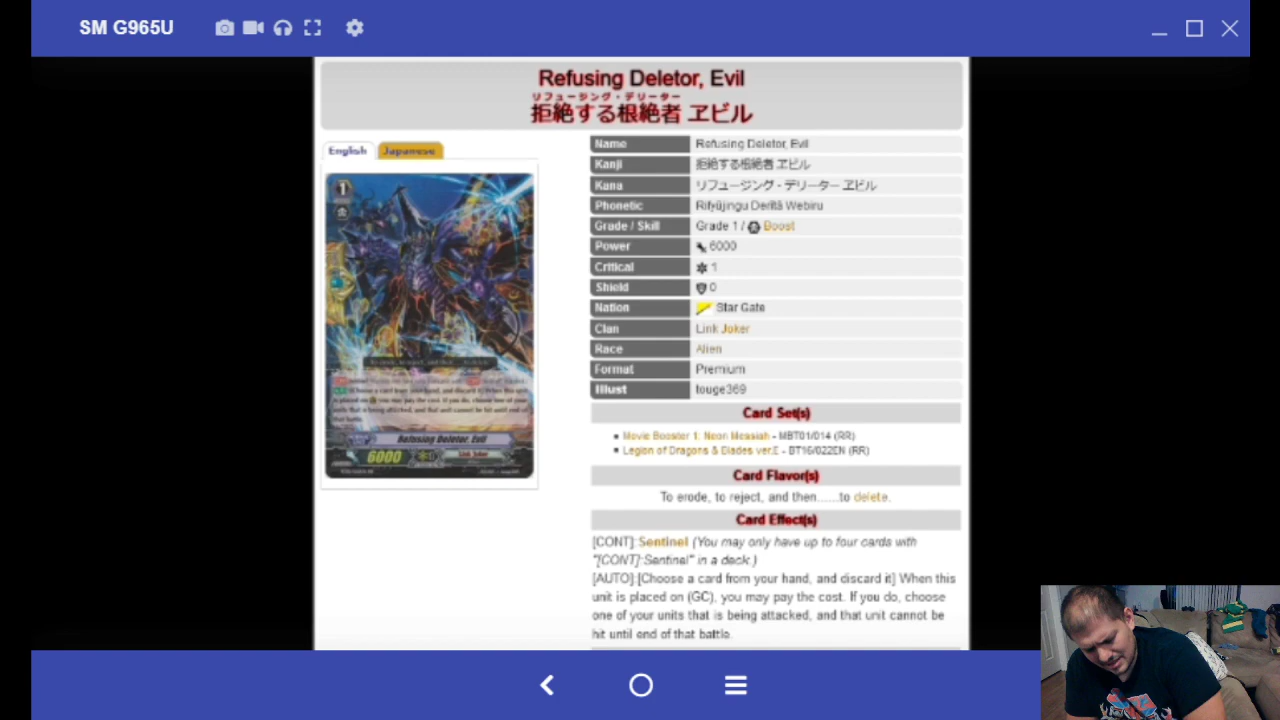 SM G965U
Refusing Deletor, Evil
リフュージング・デリーター
拒絶する根絶者 ヱビル
English Japanese
1
Refusing Deletor, Evil
6000
Link Joker
Name Refusing Deletor, Evil
Kanji 拒絶する根絶者 ヱビル
Kana リフュージング・デリーター ヱビル
Phonetic Rifyūjingu Derītā Webiru
Grade / Skill Grade 1 / Boost
Power 6000
Critical 1
Shield 0
Nation Star Gate
Clan Link Joker
Race Alien
Format Premium
Illust touge369
Card Set(s)
• Movie Booster 1: Neon Messiah - MBT01/014 (RR)
• Legion of Dragons & Blades ver.E - BT16/022EN (RR)
Card Flavor(s)
To erode, to reject, and then......to delete.
Card Effect(s)
[CONT]:Sentinel (You may only have up to four cards with
"[CONT]:Sentinel" in a deck.)
[AUTO]:[Choose a card from your hand, and discard it] When this
unit is placed on (GC), you may pay the cost. If you do, choose
one of your units that is being attacked, and that unit cannot be
hit until end of that battle.